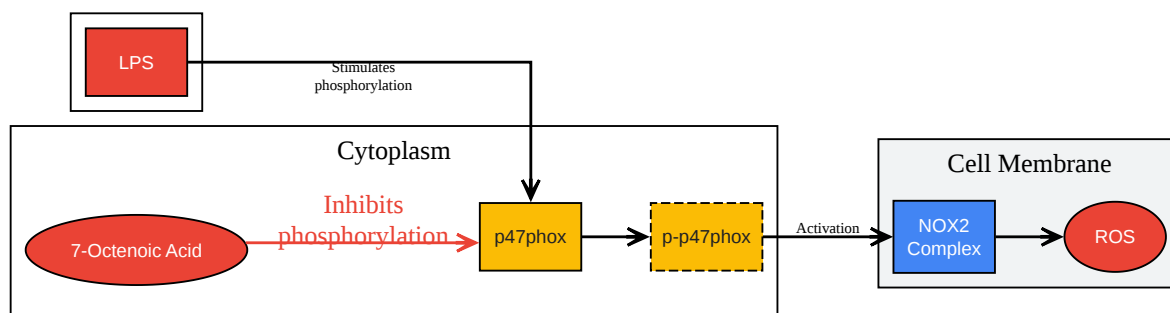 LPS
Stimulates
phosphorylation
Cytoplasm
Cell Membrane
Inhibits
phosphorylation
7-Octenoic Acid
p47phox
p-p47phox
Activation
NOX2
Complex
ROS